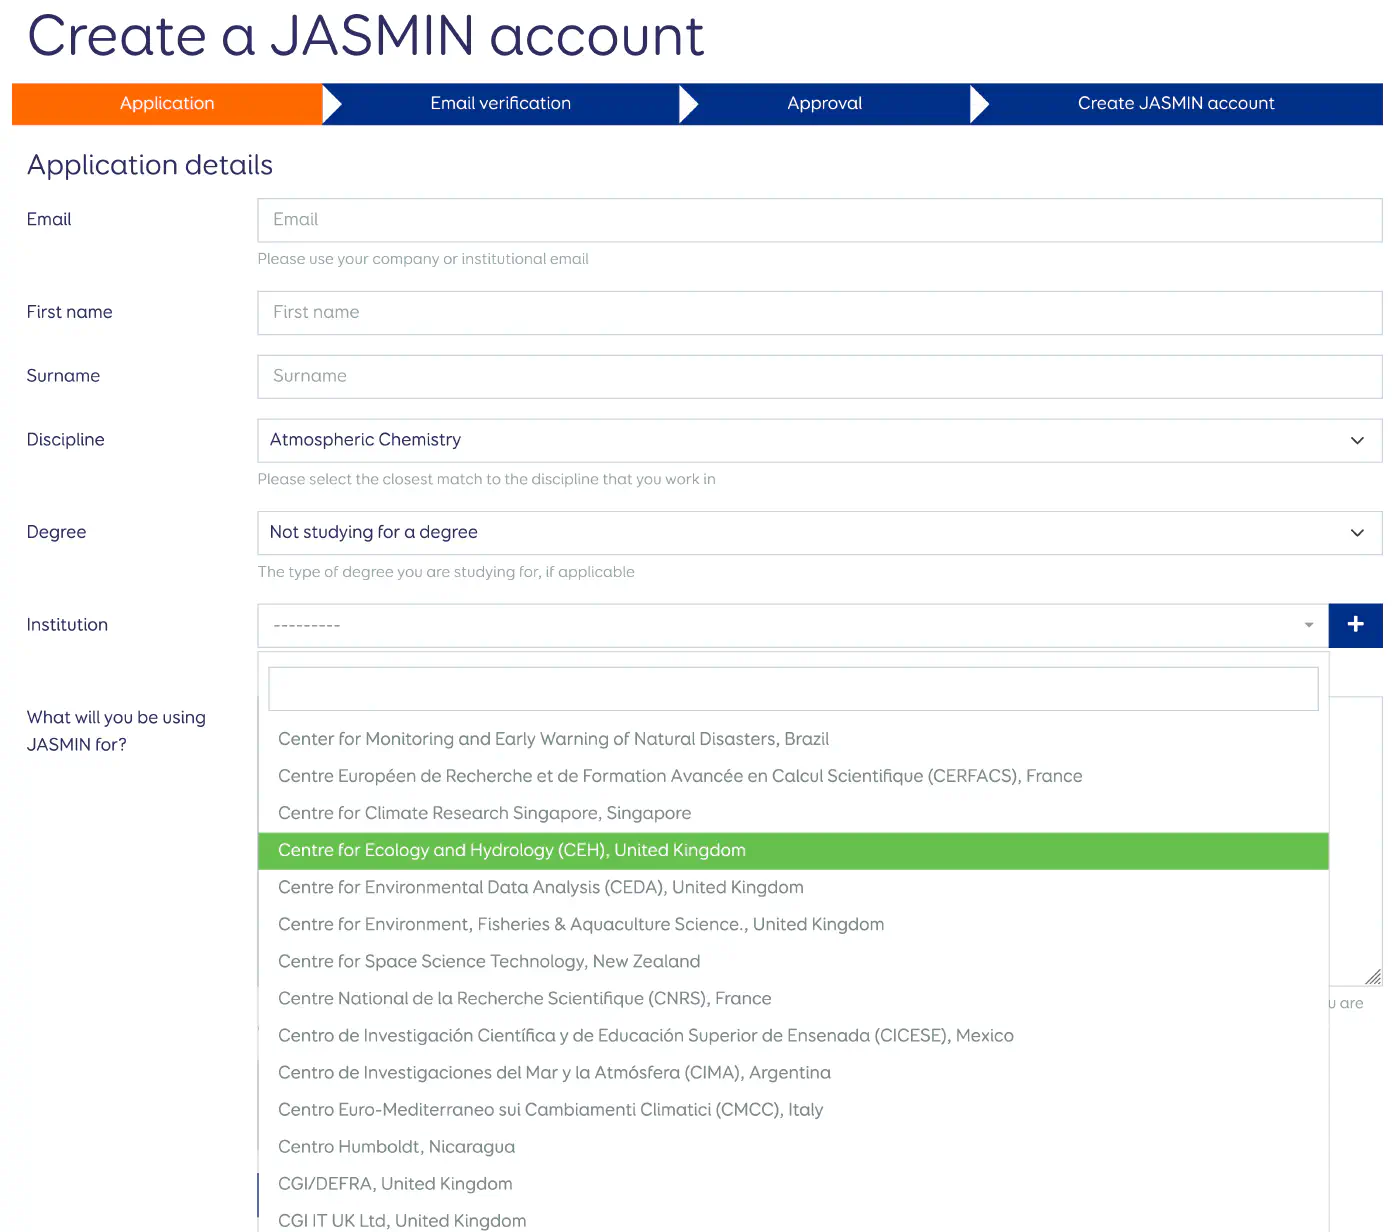 Create a JASMIN account
Application
Email verification
Approval
Create JASMIN account
Application details
Email
Email
Please use your company or institutional email
First name
First name
Surname
Surname
Discipline
Atmospheric Chemistry
Please select the closest match to the discipline that you work in
Degree
Not studying for a degree
The type of degree you are studying for, if applicable
Institution
---------
+
What will you be using
JASMIN for?
Center for Monitoring and Early Warning of Natural Disasters, Brazil
Centre Européen de Recherche et de Formation Avancée en Calcul Scientifique (CERFACS), France
Centre for Climate Research Singapore, Singapore
Centre for Ecology and Hydrology (CEH), United Kingdom
Centre for Environmental Data Analysis (CEDA), United Kingdom
Centre for Environment, Fisheries & Aquaculture Science., United Kingdom
Centre for Space Science Technology, New Zealand
Centre National de la Recherche Scientifique (CNRS), France
are
Centro de Investigación Científica y de Educación Superior de Ensenada (CICESE), Mexico
Centro de Investigaciones del Mar y la Atmósfera (CIMA), Argentina
Centro Euro-Mediterraneo sui Cambiamenti Climatici (CMCC), Italy
Centro Humboldt, Nicaragua
CGI/DEFRA, United Kingdom
CGI IT UK Ltd, United Kingdom